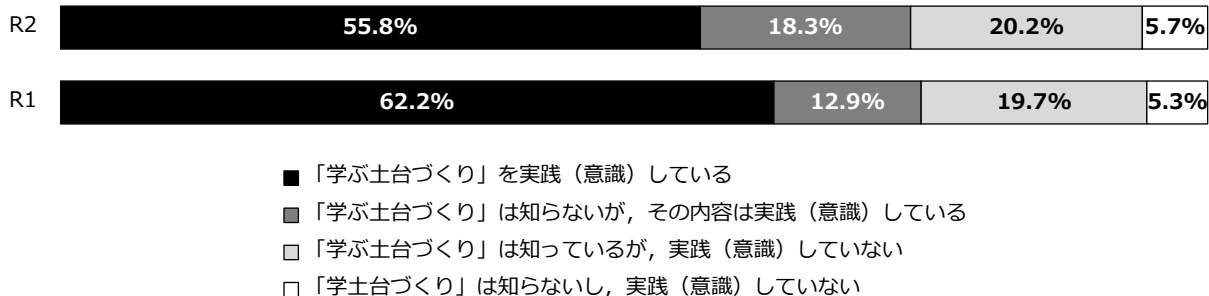 R2 55.8% 18.3% 20.2% 5.7%
R1 62.2% 12.9% 19.7% 5.3%
「学ぶ土台づくり」を実践（意識）している
「学ぶ土台づくり」は知らないが，その内容は実践（意識）している
「学ぶ土台づくり」は知っているが，実践（意識）していない
「学土台づくり」は知らないし，実践（意識）していない